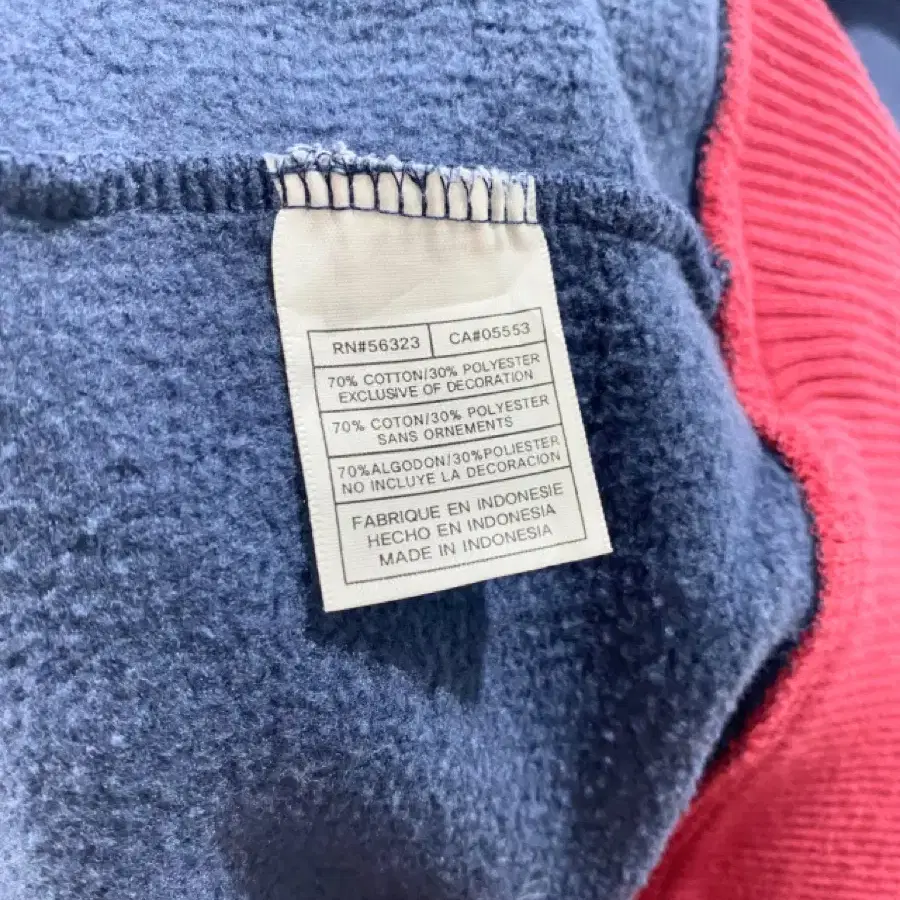 RN#56323 CA#05553
70% COTTON/30% POLYESTER
EXCLUSIVE OF DECORATION
70% COTON/30% POLYESTER
SANS ORNEMENTS
70%ALGODON/30%POLIESTER
NO INCLUYE LA DECORACION
FABRIQUE EN INDONESIE
HECHO EN INDONESIA
MADE IN INDONESIA